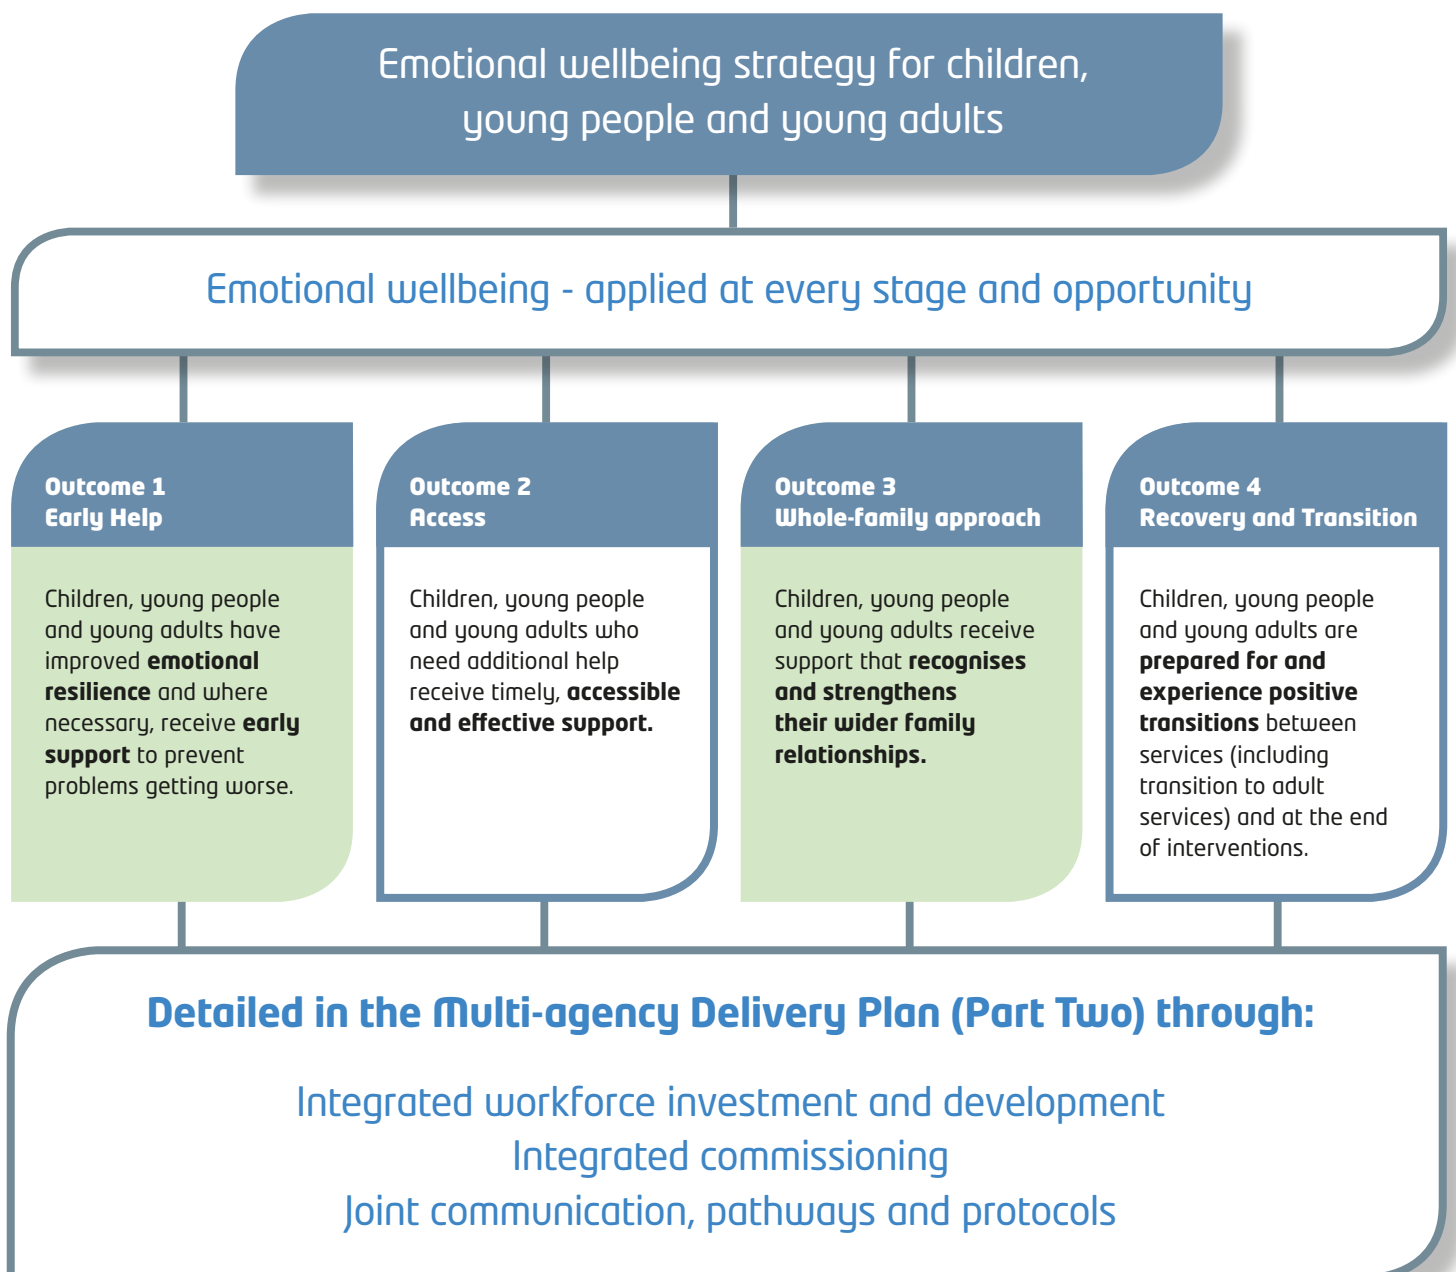 Emotional wellbeing strategy for children,
young people and young adults
Emotional wellbeing - applied at every stage and opportunity
Outcome 1
Early Help
Children, young people
and young adults have
improved emotional
resilience and where
necessary, receive early
support to prevent
problems getting worse.
Outcome 2
Access
Children, young people
and young adults who
need additional help
receive timely, accessible
and effective support.
Outcome 3
Whole-family approach
Children, young people
and young adults receive
support that recognises
and strengthens
their wider family
relationships.
Outcome 4
Recovery and Transition
Children, young people
and young adults are
prepared for and
experience positive
transitions between
services (including
transition to adult
services) and at the end
of interventions.
Detailed in the Multi-agency Delivery Plan (Part Two) through:
Integrated workforce investment and development
Integrated commissioning
Joint communication, pathways and protocols